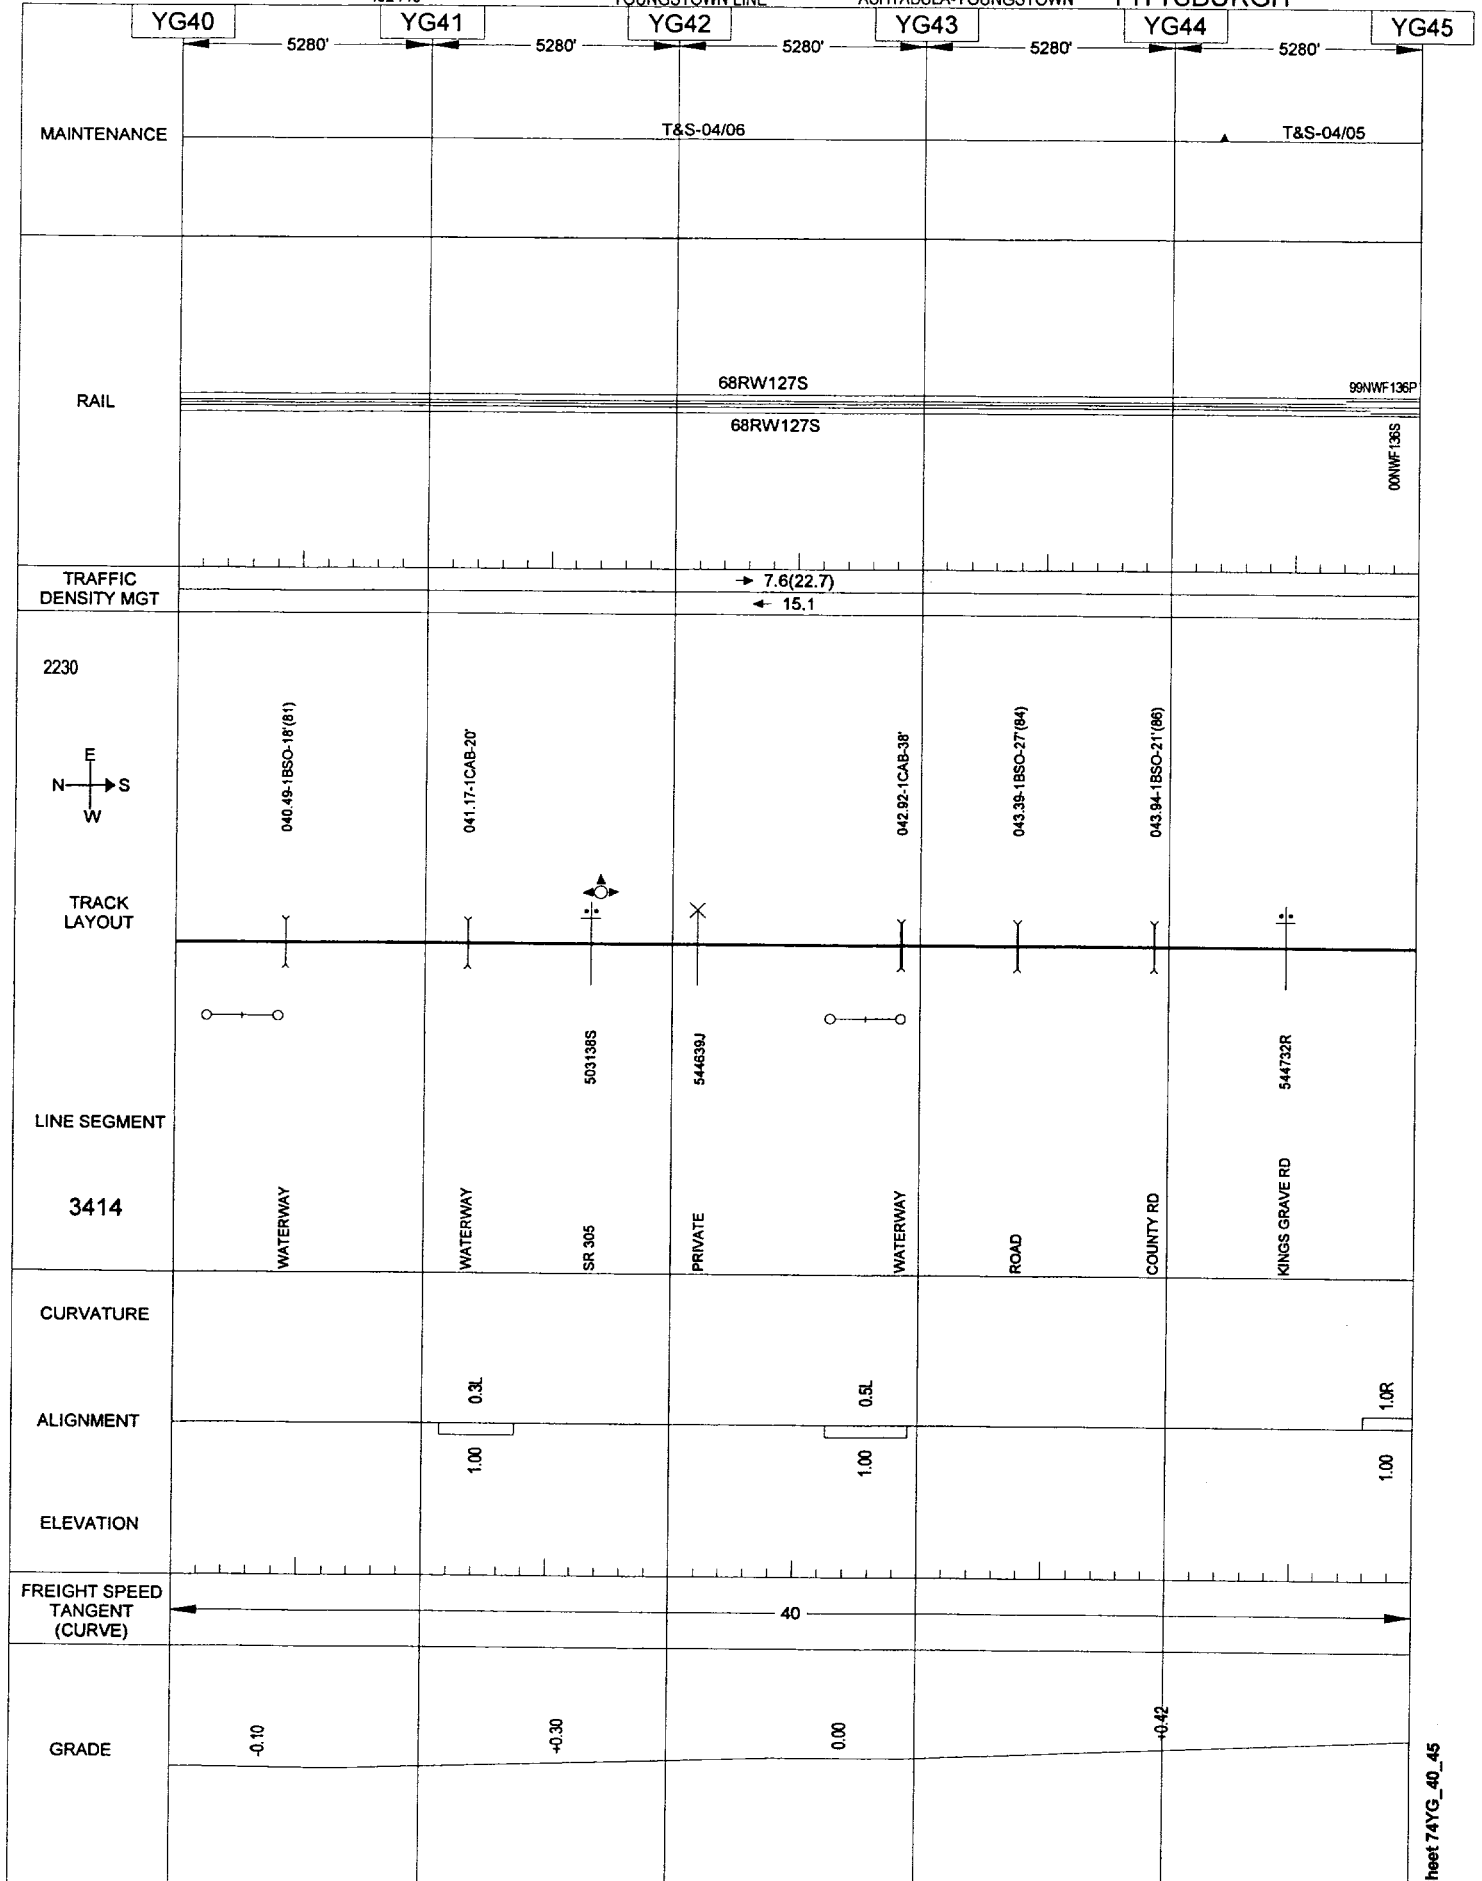 YOUNGSTOWN LINE ASHTABULA-YOUNGSTOWN PITTSBURGH
YG40 YG41 YG42 YG43 YG44 YG45
5280' 5280' 5280' 5280' 5280'
MAINTENANCE
T&S-04/06 T&S-04/05
RAIL
68RW127S
99NWF136P
68RW127S
00NWF136S
TRAFFIC
DENSITY MGT
7.6(22.7)
15.1
2230
E
N S
W
040.49-1BSO-18'(81)
041.17-1CAB-20'
042.92-1CAB-38'
043.39-1BSO-27'(84)
043.94-1BSO-21'(86)
TRACK
LAYOUT
503138S
544639J
544732R
LINE SEGMENT
3414
WATERWAY
WATERWAY
SR 305
PRIVATE
WATERWAY
ROAD
COUNTY RD
KINGS GRAVE RD
CURVATURE
0.3L 0.5L 1.0R
ALIGNMENT
1.00 1.00 1.00
ELEVATION
FREIGHT SPEED
TANGENT
(CURVE)
40
GRADE
-0.10 +0.30 0.00 +0.42
heet 74YG_40_45